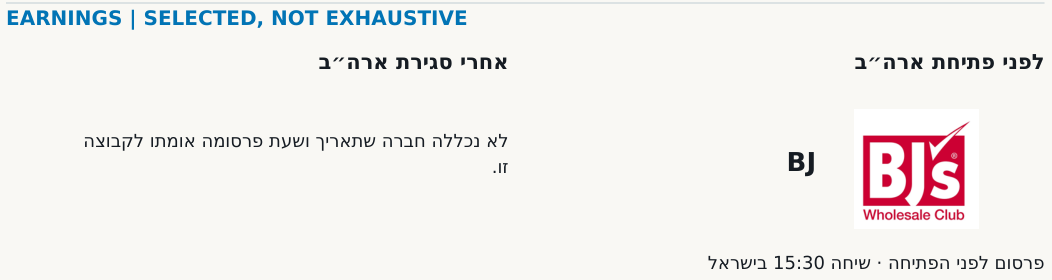 EARNINGS | SELECTED, NOT EXHAUSTIVE
לפני פתיחת ארה״ב
BJ's
®
Wholesale Club
BJ
פרסום לפני הפתיחה · שיחה 15:30 בישראל
אחרי סגירת ארה״ב
לא נכללה חברה שתאריך ושעת פרסומה אומתו לקבוצה
זו.